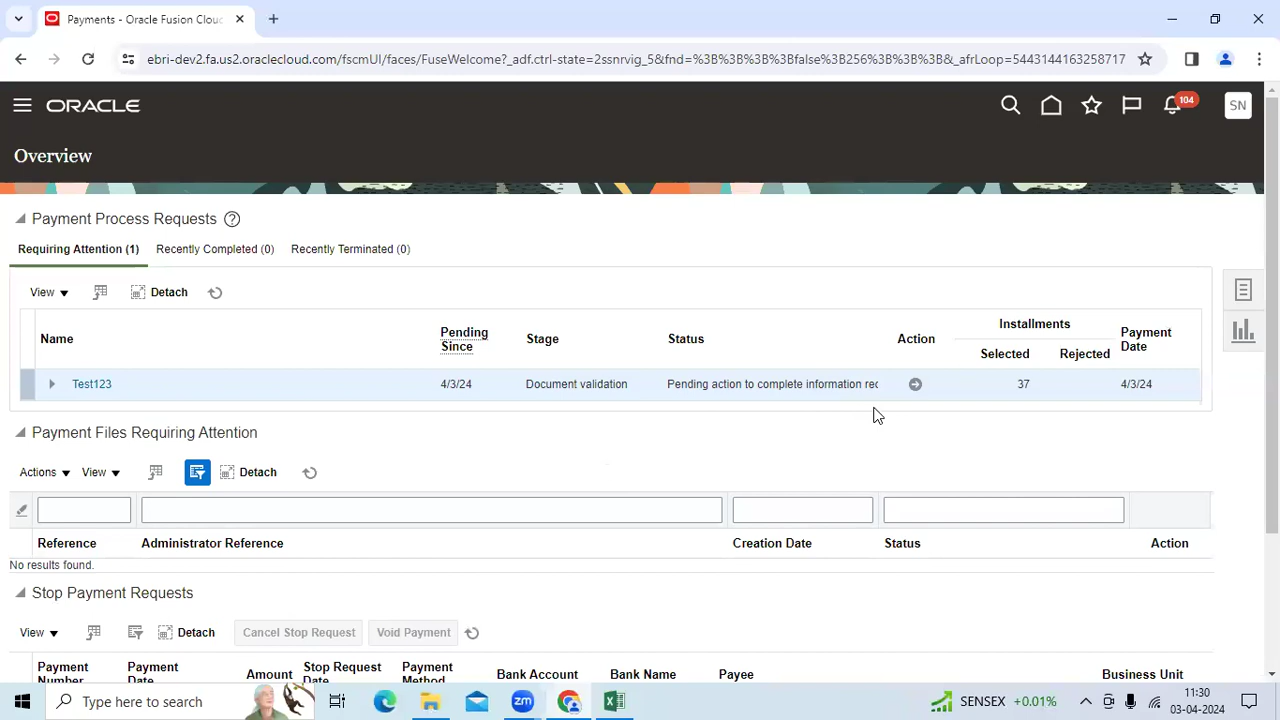 Payments - Oracle Fusion Clou
ebri-dev2.fa.us2.oraclecloud.com/fscmUI/faces/FuseWelcome?_adf.ctrl-state=2ssnrvig_5&fnd=%3B%3B%3B%3Bfalse%3B256%3B%3B%3B&_afrLoop=5443144163258717
ORACLE
104
SN
Overview
Payment Process Requests
Requiring Attention (1) Recently Completed (0) Recently Terminated (0)
View Detach
Name Pending Since Stage Status Action Installments Selected Rejected Payment Date
Test123 4/3/24 Document validation Pending action to complete information rec 37 4/3/24
Payment Files Requiring Attention
Actions View Detach
Reference Administrator Reference Creation Date Status Action
No results found.
Stop Payment Requests
View Detach Cancel Stop Request Void Payment
Payment Number Payment Date Amount Stop Request Date Payment Method Bank Account Bank Name Payee Business Unit
Type here to search
zm
SENSEX +0.01%
11:30
03-04-2024